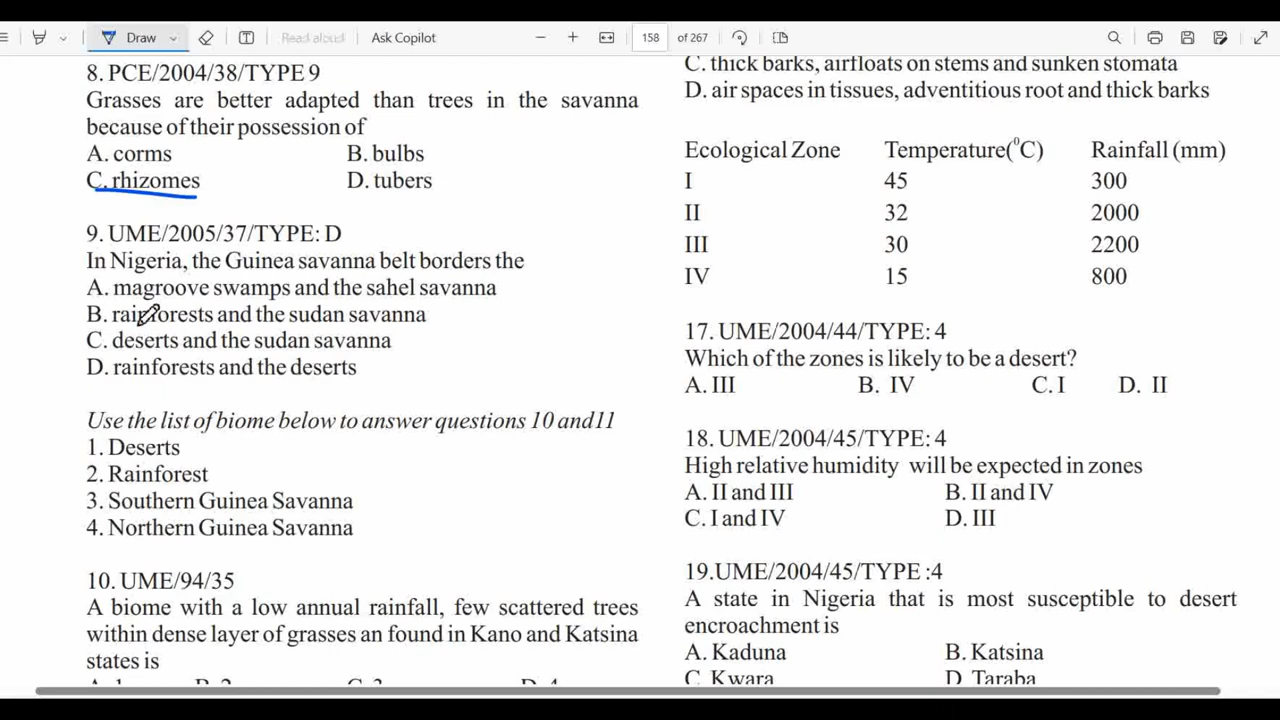 Draw
Read aloud
Ask Copilot
158
of 267
8. PCE/2004/38/TYPE 9
Grasses are better adapted than trees in the savanna
because of their possession of
A. corms B. bulbs
C. rhizomes D. tubers
9. UME/2005/37/TYPE: D
In Nigeria, the Guinea savanna belt borders the
A. magroove swamps and the sahel savanna
B. rainforests and the sudan savanna
C. deserts and the sudan savanna
D. rainforests and the deserts
Use the list of biome below to answer questions 10 and11
1. Deserts
2. Rainforest
3. Southern Guinea Savanna
4. Northern Guinea Savanna
10. UME/94/35
A biome with a low annual rainfall, few scattered trees
within dense layer of grasses an found in Kano and Katsina
states is
A. 1 B. 2 C. 3 D. 4
C. thick barks, airfloats on stems and sunken stomata
D. air spaces in tissues, adventitious root and thick barks
Ecological Zone Temperature(⁰C) Rainfall (mm)
I 45 300
II 32 2000
III 30 2200
IV 15 800
17. UME/2004/44/TYPE: 4
Which of the zones is likely to be a desert?
A. III B. IV C. I D. II
18. UME/2004/45/TYPE: 4
High relative humidity will be expected in zones
A. II and III B. II and IV
C. I and IV D. III
19.UME/2004/45/TYPE :4
A state in Nigeria that is most susceptible to desert
encroachment is
A. Kaduna B. Katsina
C. Kwara D. Taraba